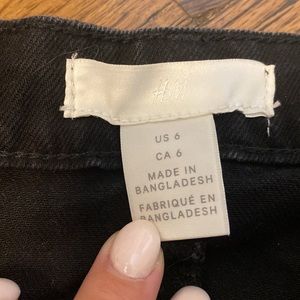 H&M
US 6
CA 6
MADE IN
BANGLADESH
FABRIQUÉ EN
BANGLADESH